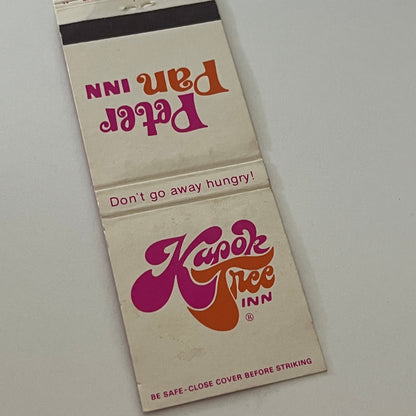 Peter
Pan INN
Don't go away hungry!
Kapok
Tree
INN
®
BE SAFE - CLOSE COVER BEFORE STRIKING